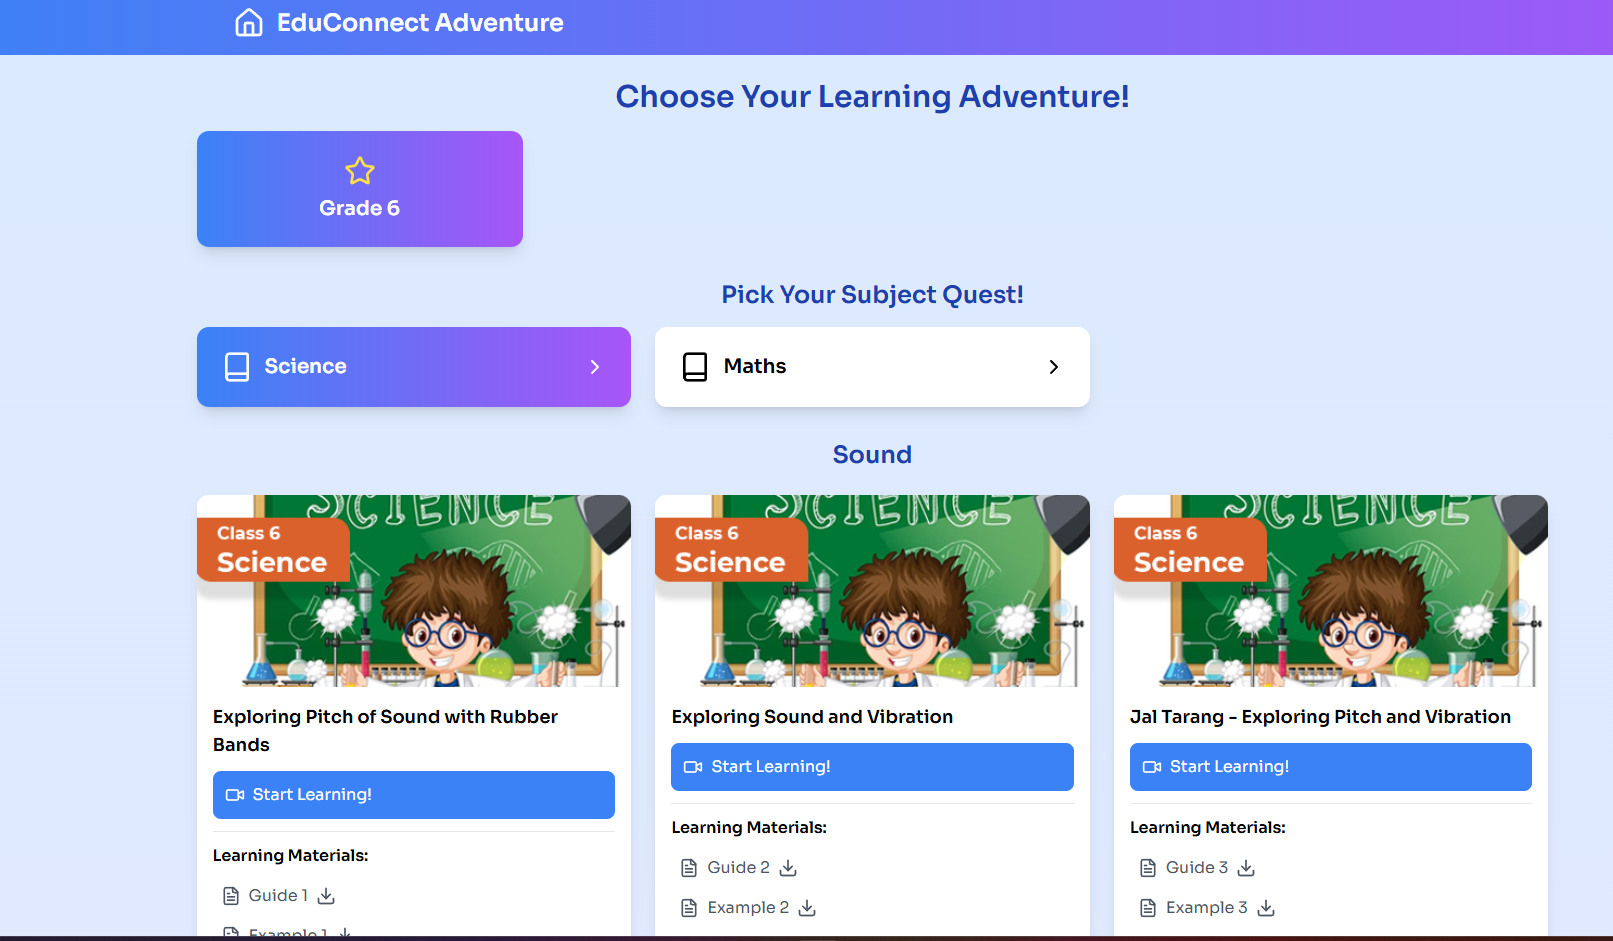 EduConnect Adventure
Choose Your Learning Adventure!
Grade 6
Pick Your Subject Quest!
Science
Maths
Sound
SCIENCE
Class 6
Science
SCIENCE
Class 6
Science
SCIENCE
Class 6
Science
Exploring Pitch of Sound with Rubber
Bands
Start Learning!
Learning Materials:
Guide 1
Example 1
Exploring Sound and Vibration
Start Learning!
Learning Materials:
Guide 2
Example 2
Jal Tarang - Exploring Pitch and Vibration
Start Learning!
Learning Materials:
Guide 3
Example 3